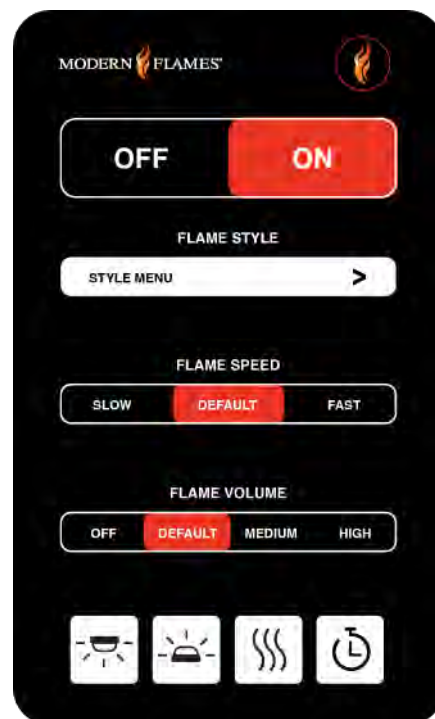 MODERN FLAMES®
OFF ON
FLAME STYLE
STYLE MENU >
FLAME SPEED
SLOW DEFAULT FAST
FLAME VOLUME
OFF DEFAULT MEDIUM HIGH